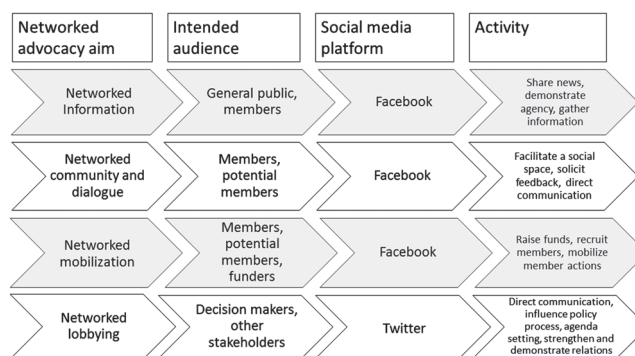 Networked
advocacy aim
Intended
audience
Social media
platform
Activity
Networked
Information
General public,
members
Facebook
Share news,
demonstrate
agency, gather
information
Networked
community and
dialogue
Members,
potential
members
Facebook
Facilitate a social
space, solicit
feedback, direct
communication
Networked
mobilization
Members,
potential
members,
funders
Facebook
Raise funds, recruit
members, mobilize
member actions
Networked
lobbying
Decision makers,
other
stakeholders
Twitter
Direct communication,
influence policy
process, agenda
setting, strengthen and
demonstrate relations